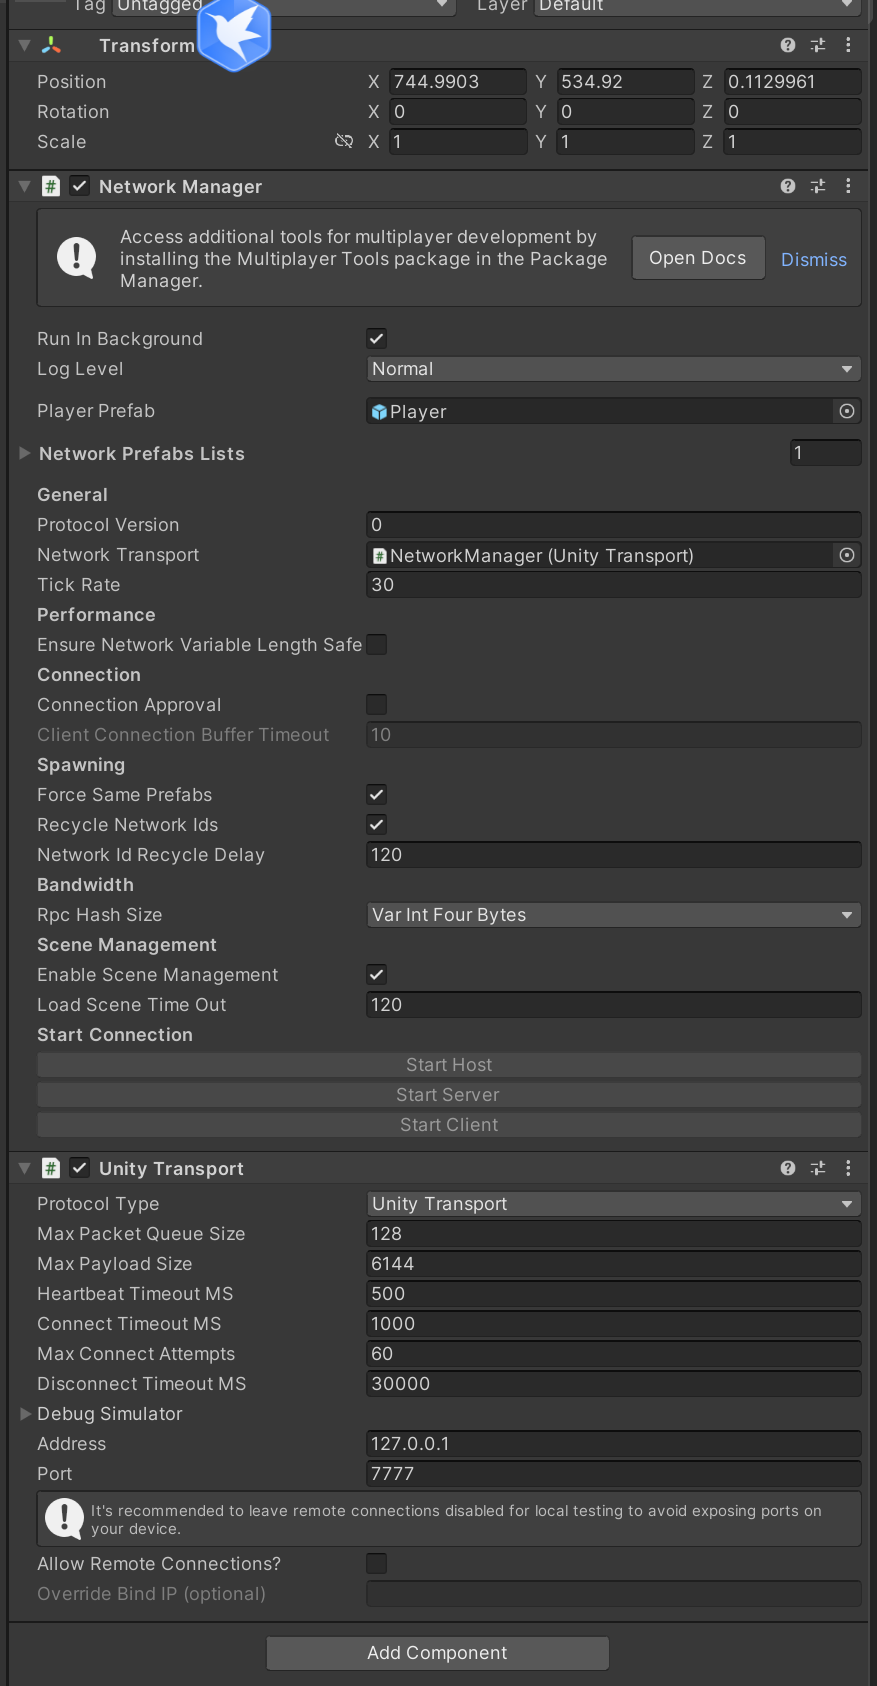 Tag Untagged Layer Default
Transform
Position X 744.9903 Y 534.92 Z 0.1129961
Rotation X 0 Y 0 Z 0
Scale X 1 Y 1 Z 1
# Network Manager
Access additional tools for multiplayer development by
installing the Multiplayer Tools package in the Package
Manager.
Open Docs Dismiss
Run In Background
Log Level Normal
Player Prefab Player
Network Prefabs Lists 1
General
Protocol Version 0
Network Transport # NetworkManager (Unity Transport)
Tick Rate 30
Performance
Ensure Network Variable Length Safe
Connection
Connection Approval
Client Connection Buffer Timeout 10
Spawning
Force Same Prefabs
Recycle Network Ids
Network Id Recycle Delay 120
Bandwidth
Rpc Hash Size Var Int Four Bytes
Scene Management
Enable Scene Management
Load Scene Time Out 120
Start Connection
Start Host
Start Server
Start Client
# Unity Transport
Protocol Type Unity Transport
Max Packet Queue Size 128
Max Payload Size 6144
Heartbeat Timeout MS 500
Connect Timeout MS 1000
Max Connect Attempts 60
Disconnect Timeout MS 30000
Debug Simulator
Address 127.0.0.1
Port 7777
It's recommended to leave remote connections disabled for local testing to avoid exposing ports on
your device.
Allow Remote Connections?
Override Bind IP (optional)
Add Component